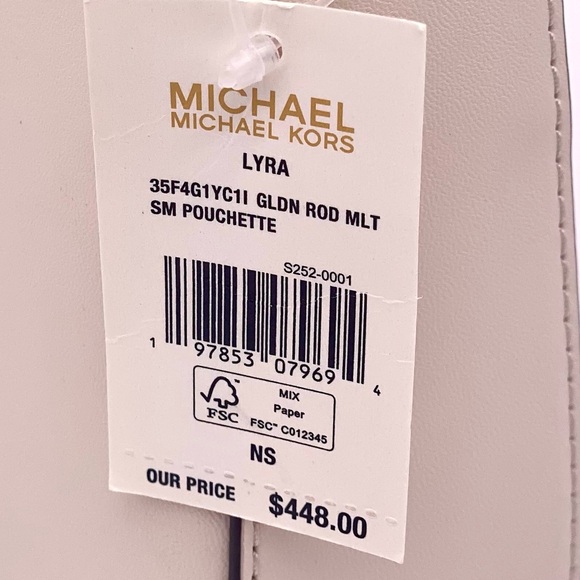 MICHAEL
MICHAEL KORS
LYRA
35F4G1YC1I GLDN ROD MLT
SM POUCHETTE
S252-0001
1 97853 07969 4
FSC
MIX
Paper
FSC™ C012345
NS
OUR PRICE $448.00